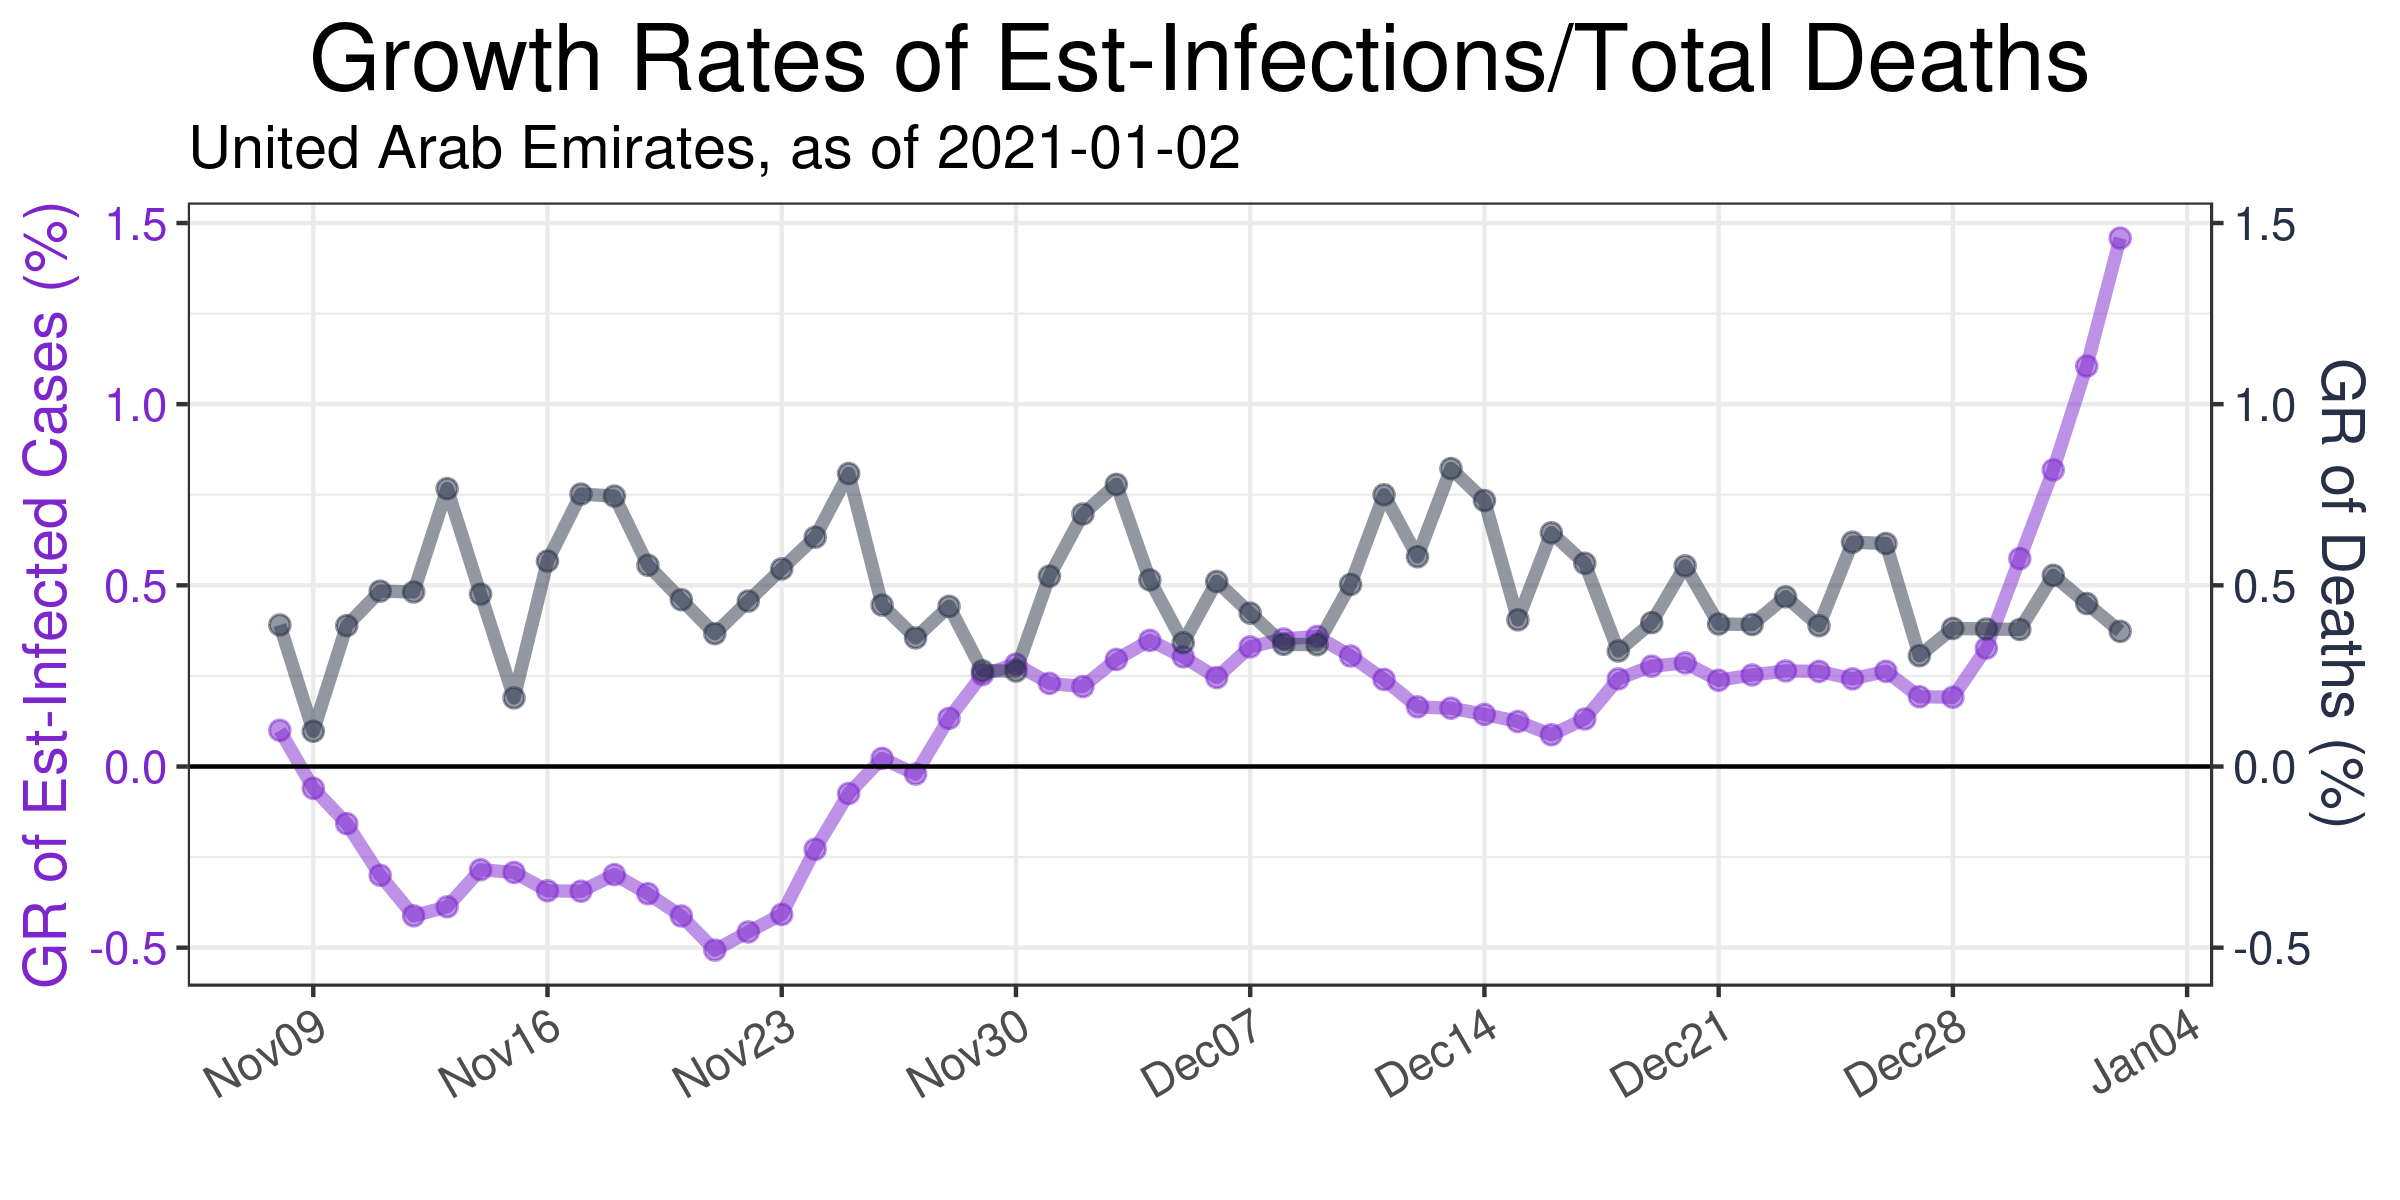 Growth Rates of Est-Infections/Total Deaths
United Arab Emirates, as of 2021-01-02
GR of Est-Infected Cases (%)
1.5
1.0
0.5
0.0
-0.5
1.5
1.0
0.5
0.0
-0.5
GR of Deaths (%)
Nov09
Nov16
Nov23
Nov30
Dec07
Dec14
Dec21
Dec28
Jan04